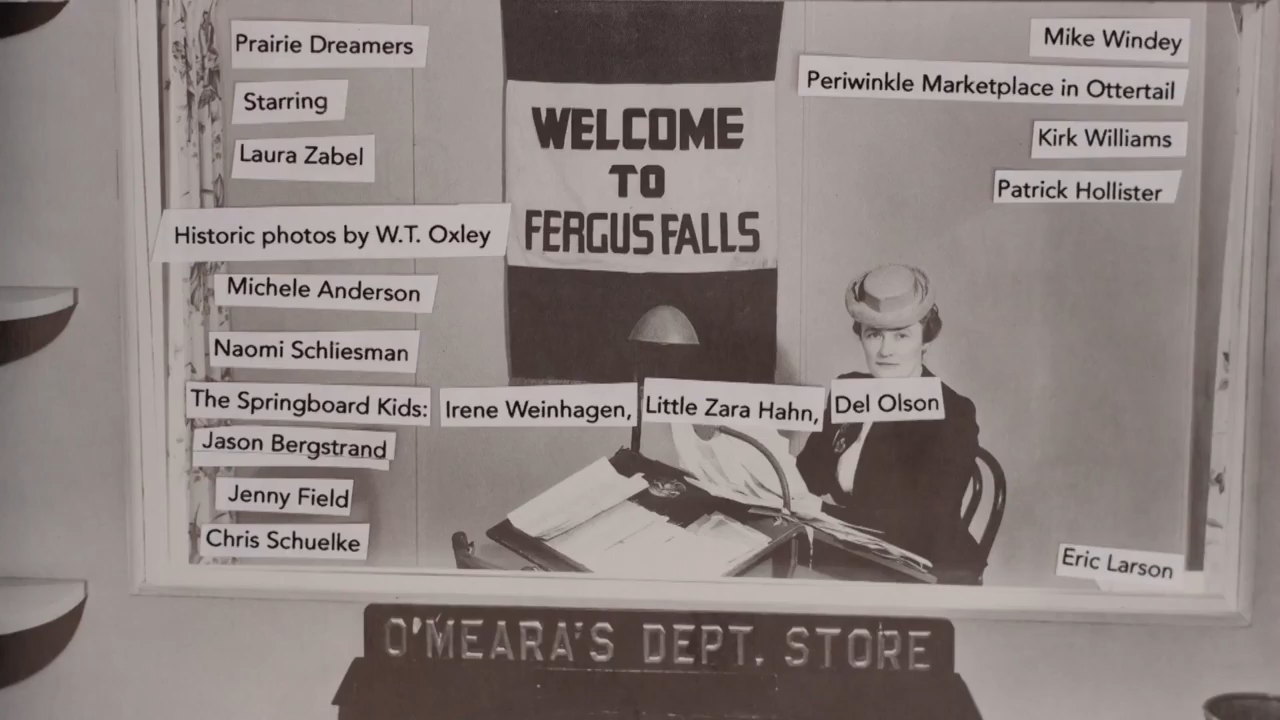 Prairie Dreamers
Starring
Laura Zabel
Historic photos by W.T. Oxley
Michele Anderson
Naomi Schliesman
The Springboard Kids: Irene Weinhagen, Little Zara Hahn, Del Olson
Jason Bergstrand
Jenny Field
Chris Schuelke
WELCOME
TO
FERGUS FALLS
Mike Windey
Periwinkle Marketplace in Ottertail
Kirk Williams
Patrick Hollister
Eric Larson
O'MEARA'S DEPT. STORE